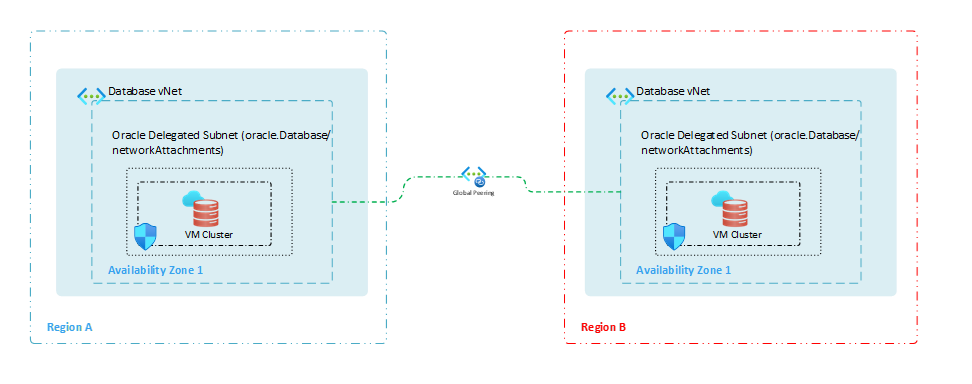 Database vNet
Oracle Delegated Subnet (oracle.Database/
networkAttachments)
VM Cluster
Availability Zone 1
Region A
Global Peering
Database vNet
Oracle Delegated Subnet (oracle.Database/
networkAttachments)
VM Cluster
Availability Zone 1
Region B